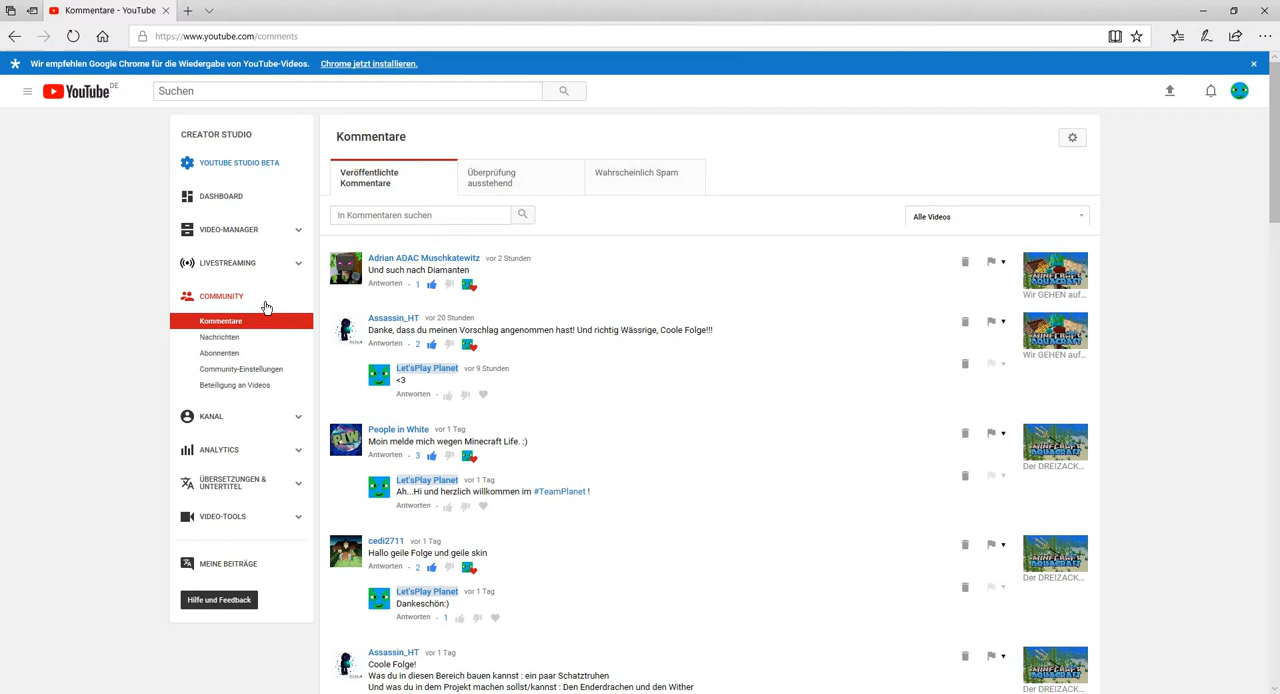 Kommentare - YouTube
https://www.youtube.com/comments
Wir empfehlen Google Chrome für die Wiedergabe von YouTube-Videos. Chrome jetzt installieren.
YouTube DE
Suchen
CREATOR STUDIO
YOUTUBE STUDIO BETA
DASHBOARD
VIDEO-MANAGER
LIVESTREAMING
COMMUNITY
Kommentare
Nachrichten
Abonnenten
Community-Einstellungen
Beteiligung an Videos
KANAL
ANALYTICS
ÜBERSETZUNGEN &
UNTERTITEL
VIDEO-TOOLS
MEINE BEITRÄGE
Hilfe und Feedback
Kommentare
Veröffentlichte
Kommentare
Überprüfung
ausstehend
Wahrscheinlich Spam
In Kommentaren suchen
Alle Videos
Adrian ADAC Muschkatewitz vor 2 Stunden
Und such nach Diamanten
Antworten · 1
Wir GEHEN auf...
Assassin_HT vor 20 Stunden
Danke, dass du meinen Vorschlag angenommen hast! Und richtig Wässrige, Coole Folge!!!
Antworten · 2
Wir GEHEN auf...
Let'sPlay Planet vor 9 Stunden
<3
Antworten ·
People in White vor 1 Tag
Moin melde mich wegen Minecraft Life. :)
Antworten · 3
Der DREIZACK...
Let'sPlay Planet vor 1 Tag
Ah...Hi und herzlich willkommen im #TeamPlanet !
Antworten ·
cedi2711 vor 1 Tag
Hallo geile Folge und geile skin
Antworten · 2
Der DREIZACK...
Let'sPlay Planet vor 1 Tag
Dankeschön:)
Antworten · 1
Assassin_HT vor 1 Tag
Coole Folge!
Was du in diesen Bereich bauen kannst : ein paar Schatztruhen
Und was du in dem Projekt machen sollst/kannst : Den Enderdrachen und den Wither
Der DREIZACK...